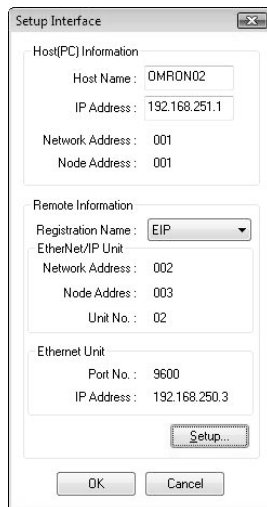 Setup Interface
Host(PC) Information
Host Name : OMRON02
IP Address : 192.168.251.1
Network Address : 001
Node Address : 001
Remote Information
Registration Name : EIP
EtherNet/IP Unit
Network Address : 002
Node Addres : 003
Unit No. : 02
Ethernet Unit
Port No. : 9600
IP Address : 192.168.250.3
Setup...
OK Cancel